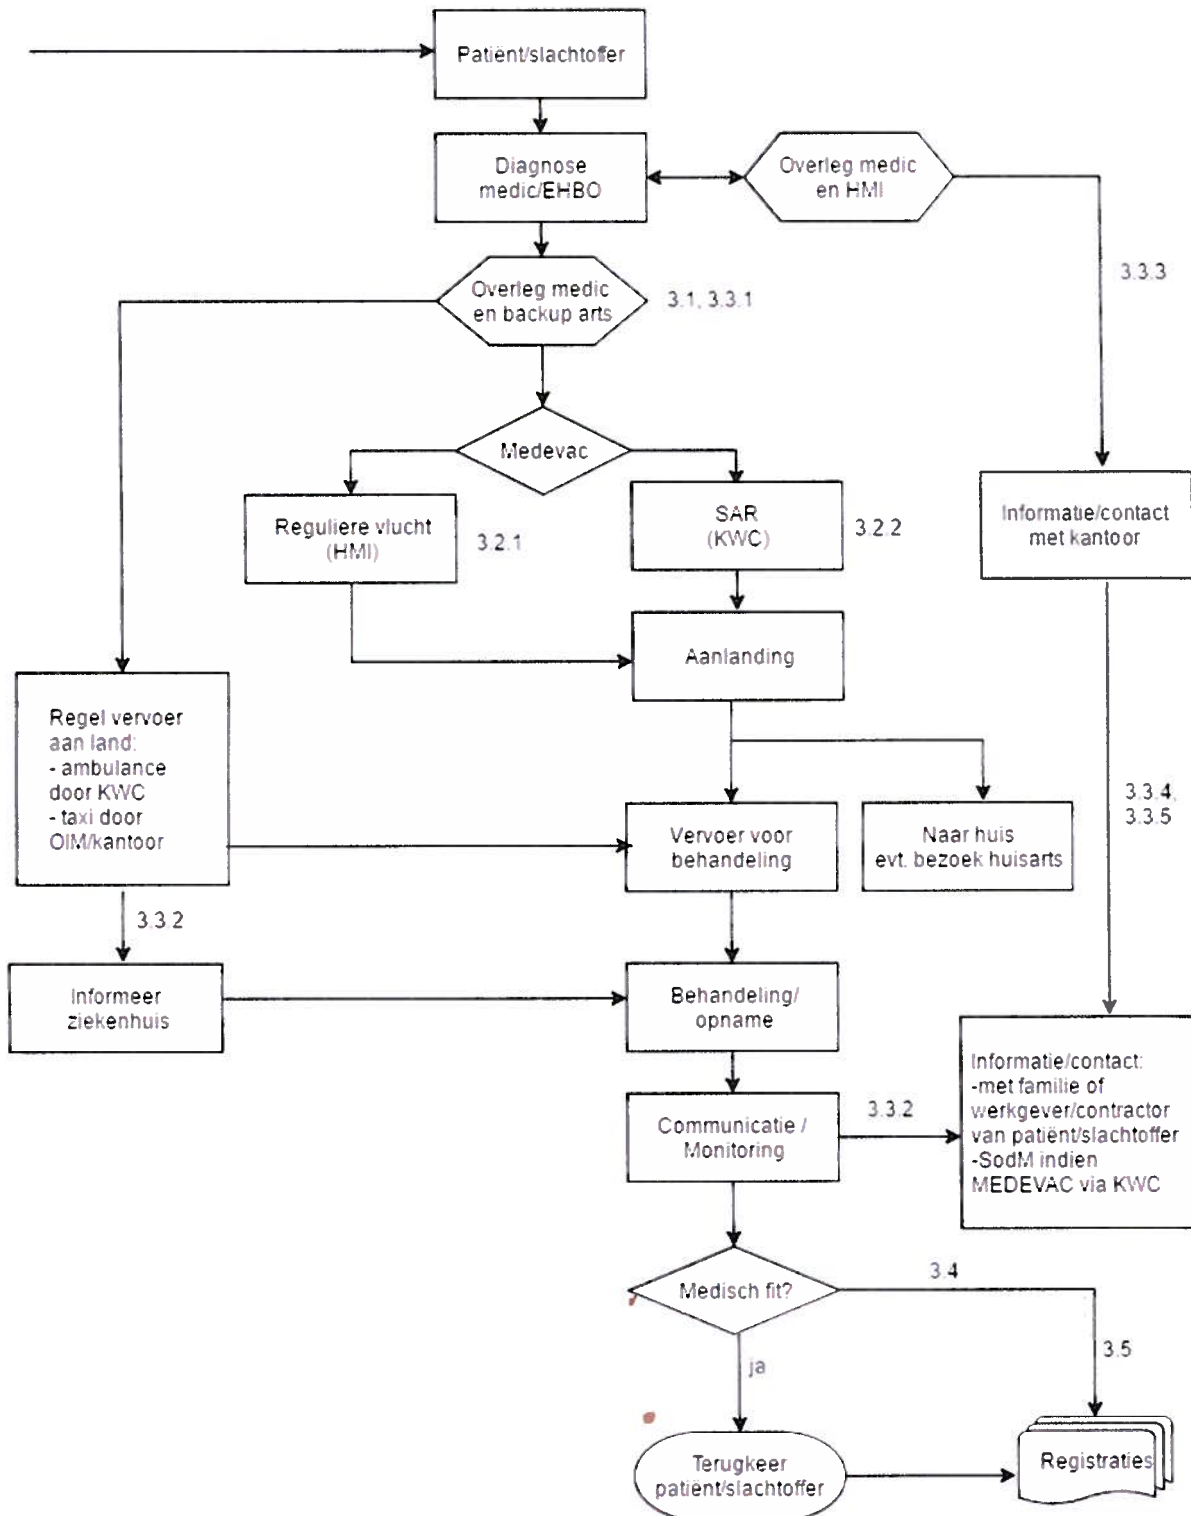 Patiënt/slachtoffer
Diagnose
medic/EHBO
Overleg medic
en HMI
3.3.3
Overleg medic
en backup arts
3.1, 3.3.1
Medevac
Reguliere vlucht
(HMI)
3.2.1
SAR
(KWC)
3.2.2
Informatie/contact
met kantoor
Aanlanding
Regel vervoer
aan land:
- ambulance
door KWC
- taxi door
OIM/kantoor
Vervoer voor
behandeling
Naar huis
evt. bezoek huisarts
3.3.4,
3.3.5
3.3.2
Informeer
ziekenhuis
Behandeling/
opname
Communicatie /
Monitoring
3.3.2
Informatie/contact:
-met familie of
werkgever/contractor
van patiënt/slachtoffer
-SodM indien
MEDEVAC via KWC
Medisch fit?
3.4
3.5
ja
Terugkeer
patiënt/slachtoffer
Registraties